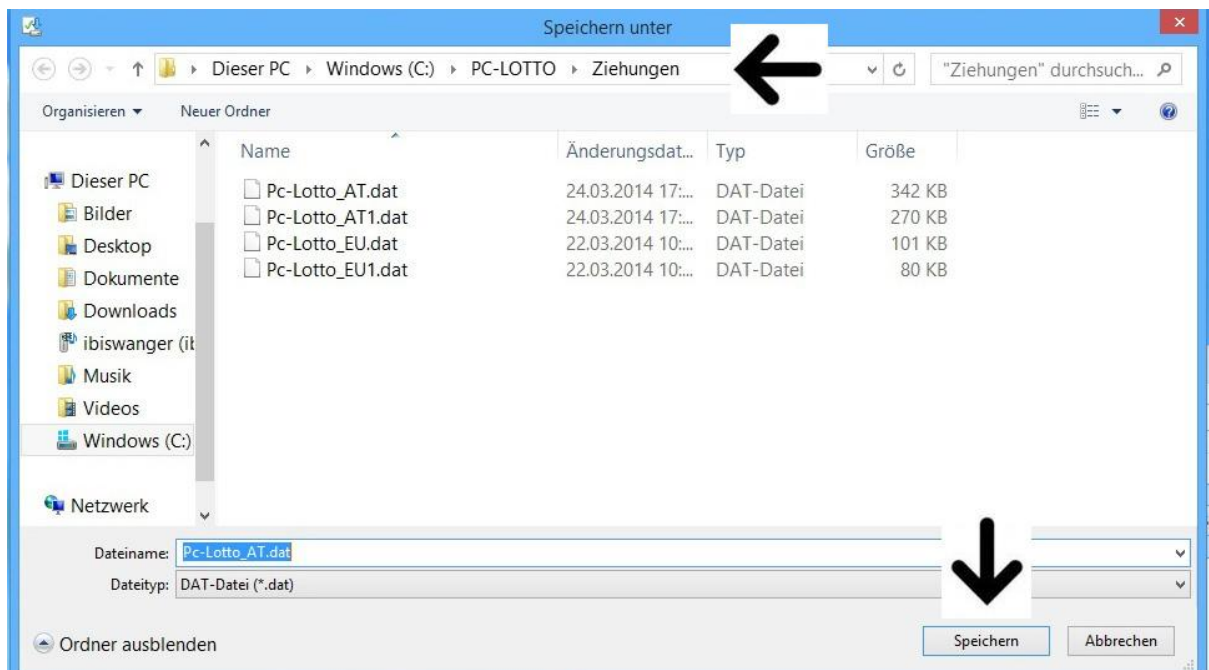 Speichern unter
Dieser PC Windows (C:) PC-LOTTO Ziehungen "Ziehungen" durchsuch...
Organisieren Neuer Ordner
Name Änderungsdat... Typ Größe
Dieser PC
Bilder
Desktop
Dokumente
Downloads
ibiswanger (it
Musik
Videos
Windows (C:)
Netzwerk
Pc-Lotto_AT.dat 24.03.2014 17:... DAT-Datei 342 KB
Pc-Lotto_AT1.dat 24.03.2014 17:... DAT-Datei 270 KB
Pc-Lotto_EU.dat 22.03.2014 10:... DAT-Datei 101 KB
Pc-Lotto_EU1.dat 22.03.2014 10:... DAT-Datei 80 KB
Dateiname: Pc-Lotto_AT.dat
Dateityp: DAT-Datei (*.dat)
Ordner ausblenden Speichern Abbrechen